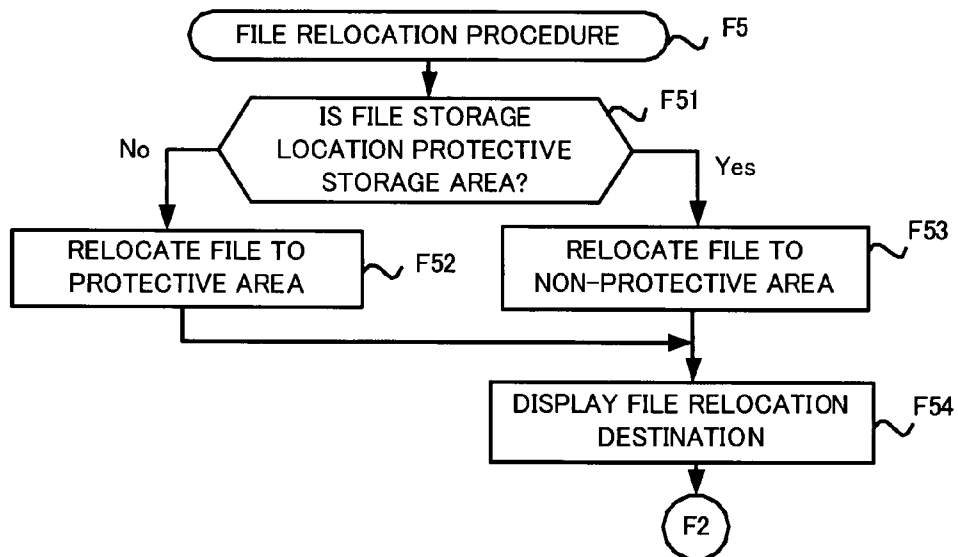 FILE RELOCATION PROCEDURE
F5
IS FILE STORAGE
LOCATION PROTECTIVE
STORAGE AREA?
F51
No
Yes
RELOCATE FILE TO
PROTECTIVE AREA
F52
RELOCATE FILE TO
NON-PROTECTIVE AREA
F53
DISPLAY FILE RELOCATION
DESTINATION
F54
F2